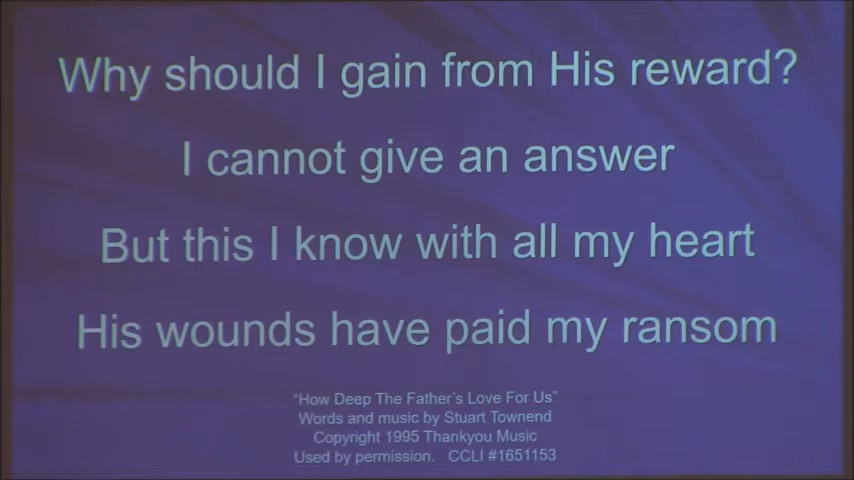 Why should I gain from His reward?
I cannot give an answer
But this I know with all my heart
His wounds have paid my ransom
“How Deep The Father’s Love For Us”
Words and music by Stuart Townend
Copyright 1995 Thankyou Music
Used by permission. CCLI #1651153